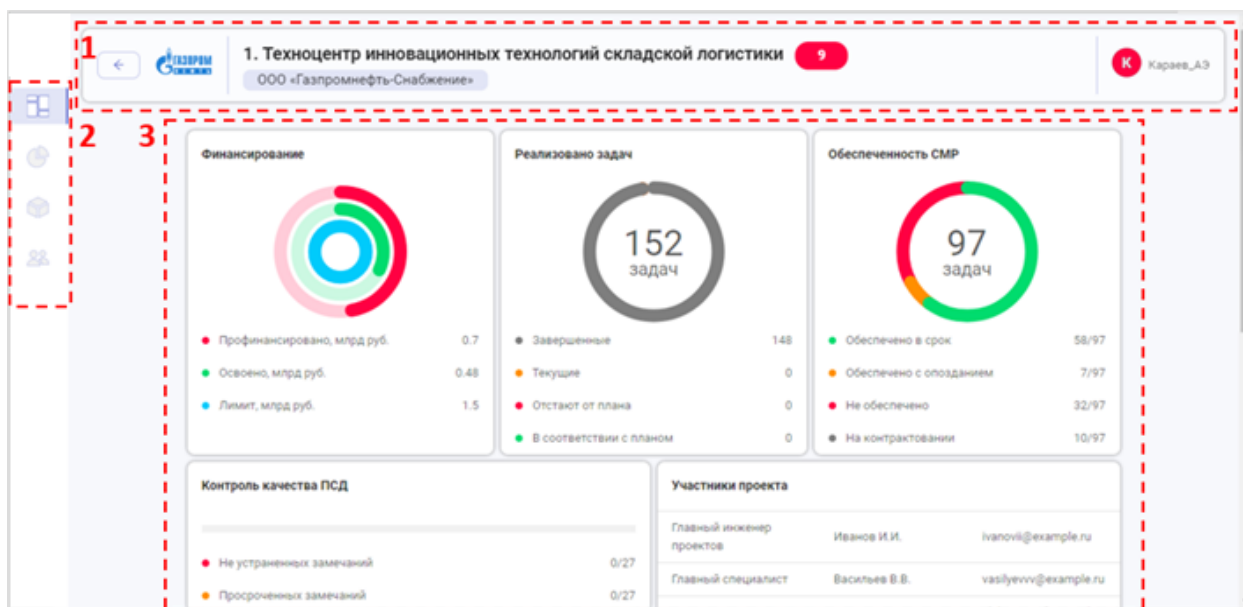 1
ГАЗПРОМ
НЕФТЬ
1. Техноцентр инновационных технологий складской логистики 9
ООО «Газпромнефть-Снабжение»
К Караев_АЭ
2
3
Финансирование
Профинансировано, млрд руб. 0.7
Освоено, млрд руб. 0.48
Лимит, млрд руб. 1.5
Реализовано задач
152
задач
Завершенные 148
Текущие 0
Отстают от плана 0
В соответствии с планом 0
Обеспеченность СМР
97
задач
Обеспечено в срок 58/97
Обеспечено с опозданием 7/97
Не обеспечено 32/97
На контрактовании 10/97
Контроль качества ПСД
Не устраненных замечаний 0/27
Просроченных замечаний 0/27
Участники проекта
Главный инженер
проектов
Иванов И.И. ivanovii@example.ru
Главный специалист Васильев В.В. vasilyevvv@example.ru